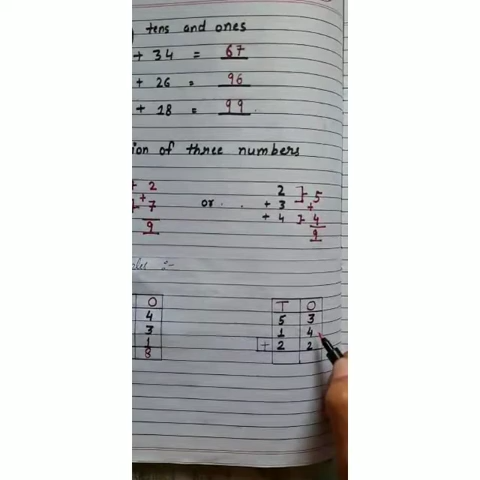 tens and ones
+ 34 = 67
+ 26 = 96
+ 18 = 99
ion of three numbers
+ 2 2 } 5
+ 7 or + 3 +
9 + 4 } 4
9
:-
O T O
4 5 3
3 1 4
1 + 2 2
8